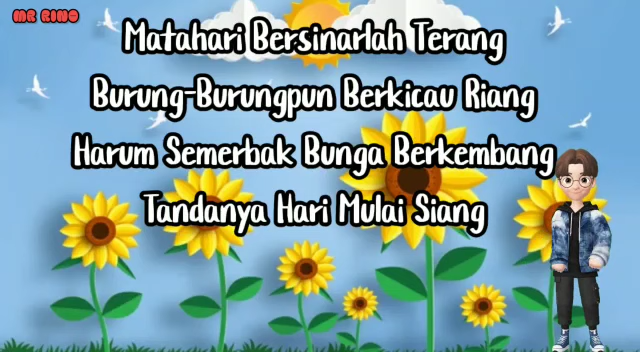 MR RINO
Matahari Bersinarlah Terang
Burung-Burungpun Berkicau Riang
Harum Semerbak Bunga Berkembang
Tandanya Hari Mulai Siang